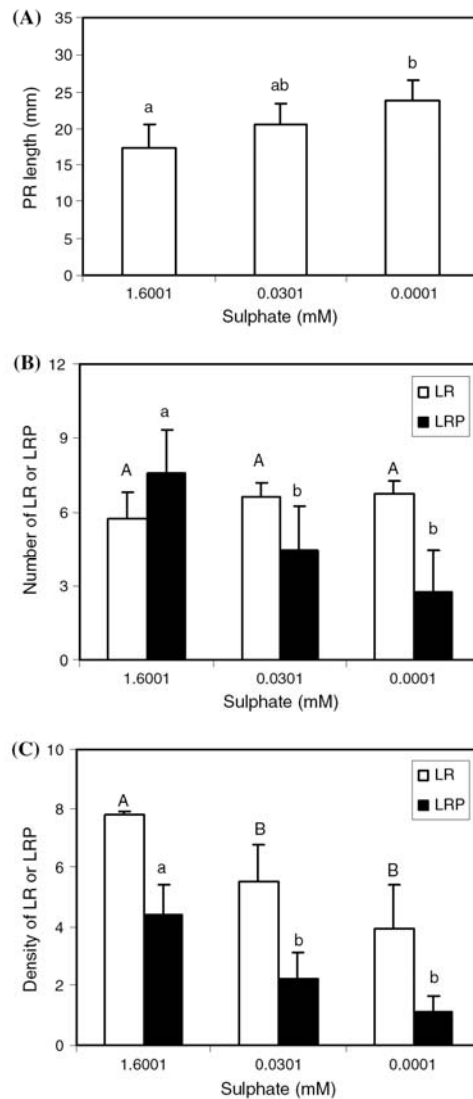 (A)
35
30
25
20
15
10
5
0
PR length (mm)
a
ab
b
1.6001 0.0301 0.0001
Sulphate (mM)
(B)
12
9
6
3
0
Number of LR or LRP
LR
LRP
A
a
A
b
A
b
1.6001 0.0301 0.0001
Sulphate (mM)
(C)
10
8
6
4
2
0
Density of LR or LRP
LR
LRP
A
a
B
b
B
b
1.6001 0.0301 0.0001
Sulphate (mM)